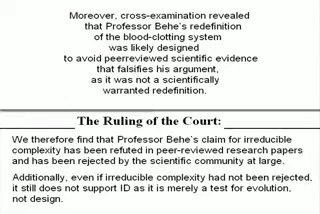 Moreover, cross-examination revealed
that Professor Behe's redefinition
of the blood-clotting system
was likely designed
to avoid peerreviewed scientific evidence
that falsifies his argument,
as it was not a scientifically
warranted redefinition.
The Ruling of the Court:
We therefore find that Professor Behe's claim for irreducible
complexity has been refuted in peer-reviewed research papers
and has been rejected by the scientific community at large.
Additionally, even if irreducible complexity had not been rejected,
it still does not support ID as it is merely a test for evolution,
not design.